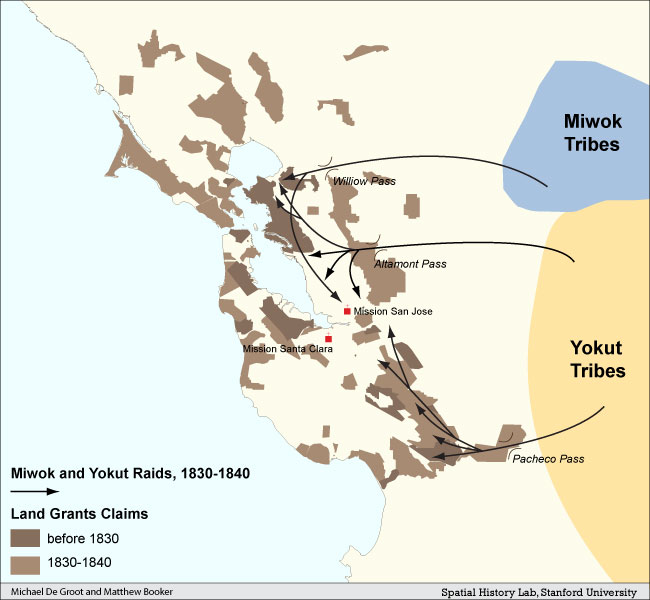 Miwok
Tribes
Williow Pass
Altamont Pass
Mission San Jose
Mission Santa Clara
Yokut
Tribes
Pacheco Pass
Miwok and Yokut Raids, 1830-1840
Land Grants Claims
before 1830
1830-1840
Michael De Groot and Matthew Booker
Spatial History Lab, Stanford University